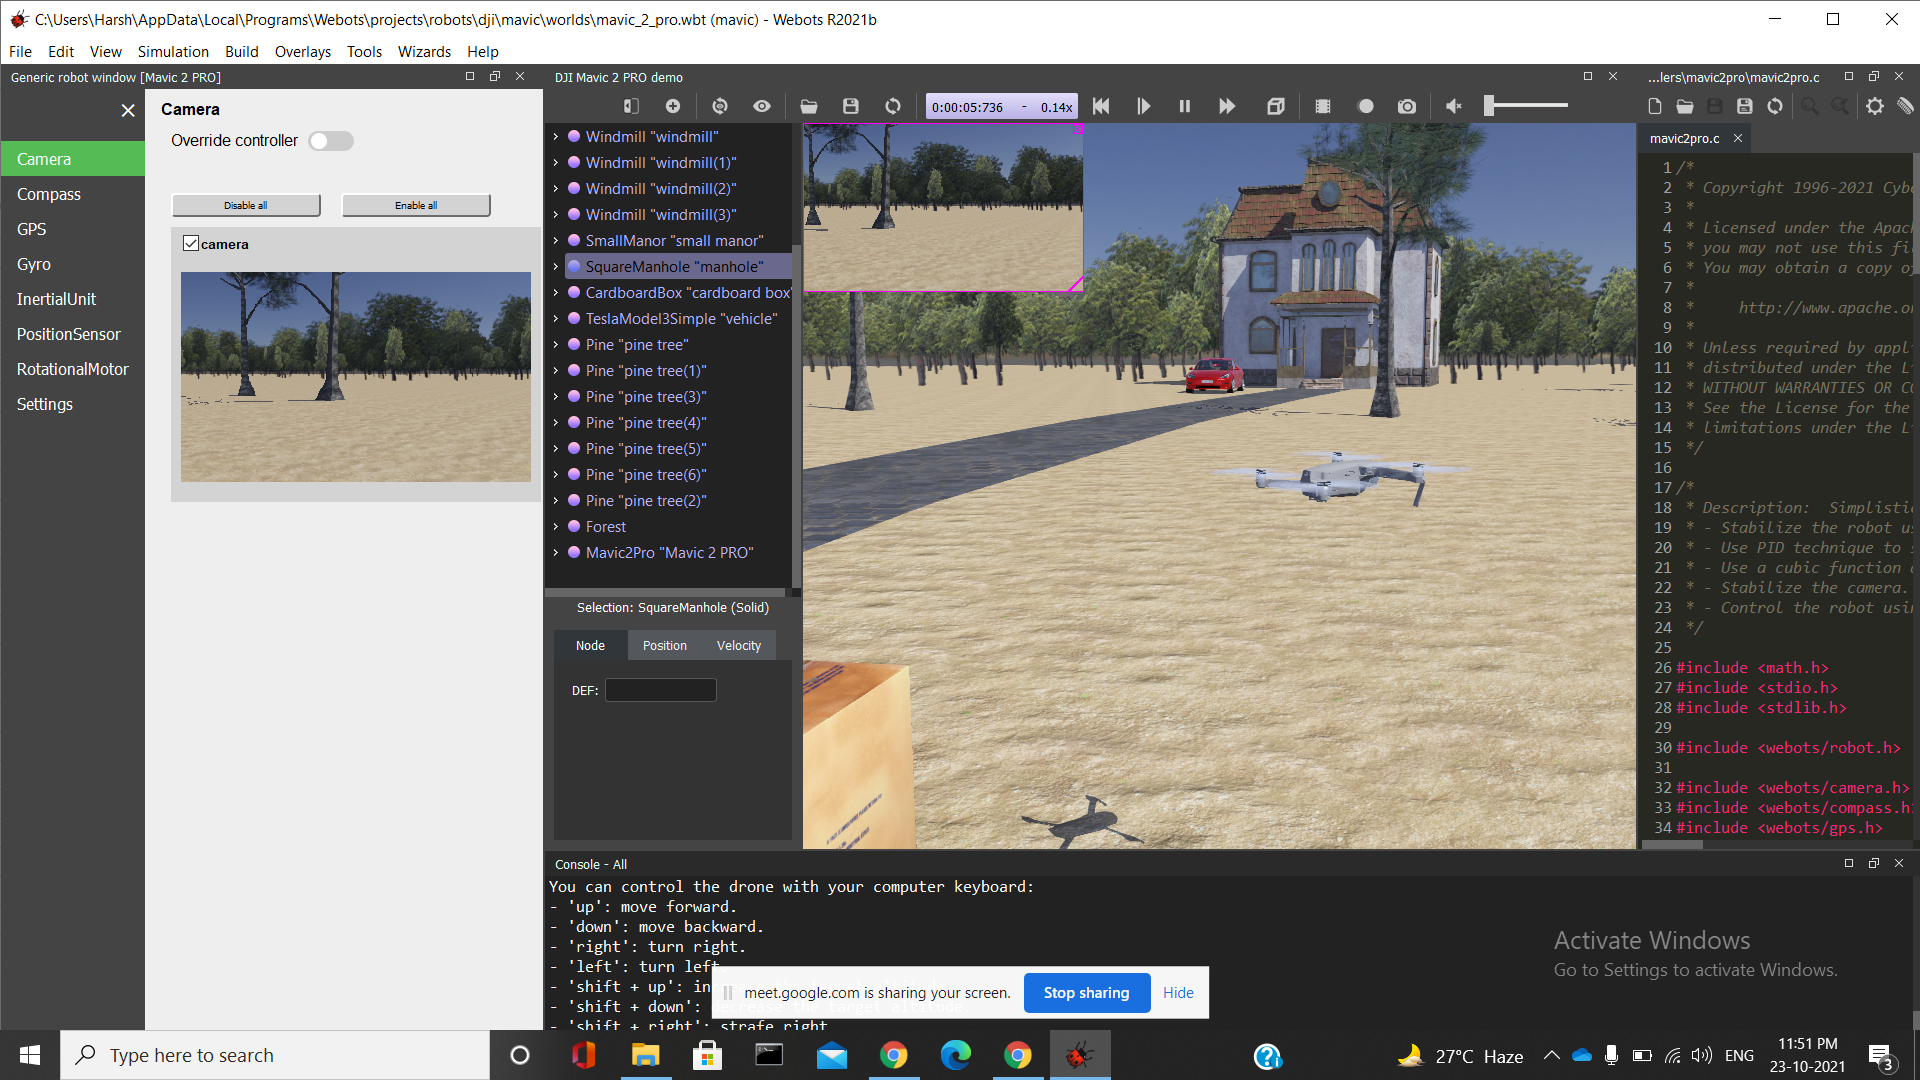 C:\Users\Harsh\AppData\Local\Programs\Webots\projects\robots\dji\mavic\worlds\mavic_2_pro.wbt (mavic) - Webots R2021b
File Edit View Simulation Build Overlays Tools Wizards Help
Generic robot window [Mavic 2 PRO]
Camera
Compass
GPS
Gyro
InertialUnit
PositionSensor
RotationalMotor
Settings
Camera
Override controller
Disable all
Enable all
camera
DJI Mavic 2 PRO demo
0:00:05:736 - 0.14x
Windmill "windmill"
Windmill "windmill(1)"
Windmill "windmill(2)"
Windmill "windmill(3)"
SmallManor "small manor"
SquareManhole "manhole"
CardboardBox "cardboard box"
TeslaModel3Simple "vehicle"
Pine "pine tree"
Pine "pine tree(1)"
Pine "pine tree(3)"
Pine "pine tree(4)"
Pine "pine tree(5)"
Pine "pine tree(6)"
Pine "pine tree(2)"
Forest
Mavic2Pro "Mavic 2 PRO"
Selection: SquareManhole (Solid)
Node Position Velocity
DEF:
...lers\mavic2pro\mavic2pro.c
mavic2pro.c
1 /*
2 * Copyright 1996-2021 Cybe
3 *
4 * Licensed under the Apac
5 * you may not use this fi
6 * You may obtain a copy o
7 *
8 * http://www.apache.o
9 *
10 * Unless required by appl
11 * distributed under the L
12 * WITHOUT WARRANTIES OR C
13 * See the License for the
14 * limitations under the L
15 */
16
17 /*
18 * Description: Simplisti
19 * - Stabilize the robot u
20 * - Use PID technique to
21 * - Use a cubic function
22 * - Stabilize the camera.
23 * - Control the robot usi
24 */
25
26 #include <math.h>
27 #include <stdio.h>
28 #include <stdlib.h>
29
30 #include <webots/robot.h>
31
32 #include <webots/camera.h>
33 #include <webots/compass.h
34 #include <webots/gps.h>
Console - All
You can control the drone with your computer keyboard:
- 'up': move forward.
- 'down': move backward.
- 'right': turn right.
- 'left': turn left.
- 'shift + up':
- 'shift + down':
- 'shift + right': strafe right
meet.google.com is sharing your screen.
Stop sharing
Hide
Activate Windows
Go to Settings to activate Windows.
Type here to search
27°C Haze
ENG
11:51 PM
23-10-2021
3